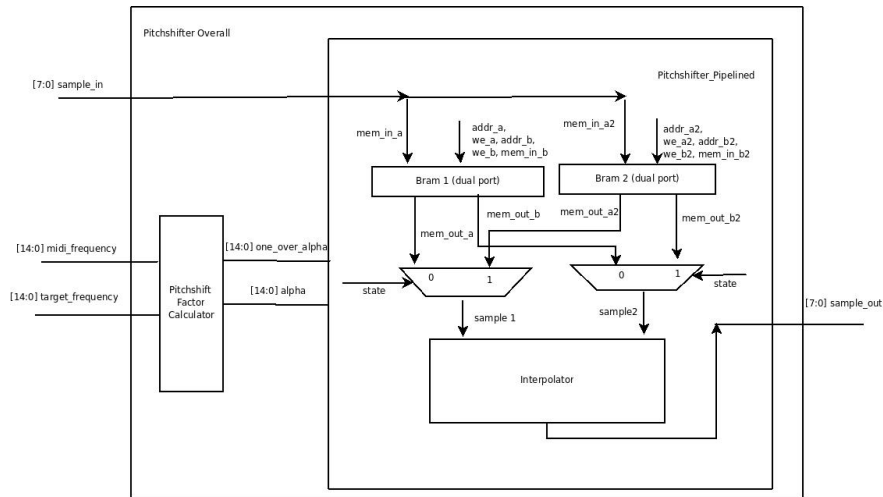 Pitchshifter Overall
Pitchshifter_Pipelined
[7:0] sample_in
mem_in_a
addr_a,
we_a, addr_b,
we_b, mem_in_b
mem_in_a2
addr_a2,
we_a2, addr_b2,
we_b2, mem_in_b2
Bram 1 (dual port)
Bram 2 (dual port)
mem_out_a
mem_out_b
mem_out_a2
mem_out_b2
[14:0] midi_frequency
[14:0] one_over_alpha
[14:0] target_frequency
[14:0] alpha
Pitchshift
Factor
Calculator
0
1
0
1
state
state
sample 1
sample2
[7:0] sample_out
Interpolator